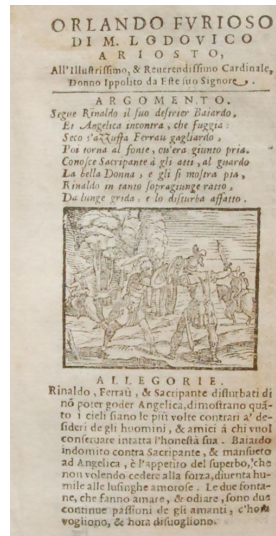 ORLANDO FVRIOSO
DI M. LODOVICO
ARIOSTO,
All'Illustrissimo, & Reuerendissimo Cardinale,
Donno Ippolito da Este suo Signore.
ARGOMENTO.
Segue Rinaldo il suo destrier Baiardo,
Et Angelica incontra, che fuggia:
Seco s'azzuffa Ferraù gagliardo,
Poi torna al fonte, ou'era giunto pria.
Conosce Sacripante à gli atti, al guardo
La bella Donna, e gli si mostra pia,
Rinaldo in tanto sopragiunge ratto,
Da lunge grida, e lo disturba affatto.
ALLEGORIE.
Rinaldo, Ferraù, & Sacripante disturbati di
nõ poter goder Angelica, dimostrano quã-
to i cieli siano le più volte contrari a' de-
sideri de gli huomini, & amici à chi vuol
conseruare intatta l'honestà sua. Baiardo
indomito contra Sacripante, & mansueto
ad Angelica, è l'appetito del superbo, che
non volendo cedere alla forza, diuenta hu-
mile alle lusinghe amorose. Le due fonta-
ne, che fanno amare, & odiare, sono due
continue passioni de gli amanti, c'hora
vogliono, & hora disuogliono.